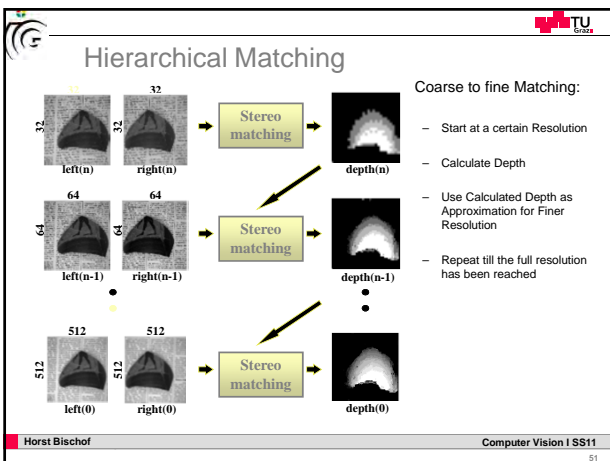 TU
Graz
Hierarchical Matching
Coarse to fine Matching:
– Start at a certain Resolution
– Calculate Depth
– Use Calculated Depth as
Approximation for Finer
Resolution
– Repeat till the full resolution
has been reached
32 32
32 32
Stereo
matching
left(n) right(n) depth(n)
64 64
64 64
Stereo
matching
left(n-1) right(n-1) depth(n-1)
512 512
512 512
Stereo
matching
left(0) right(0) depth(0)
Horst Bischof Computer Vision I SS11
51